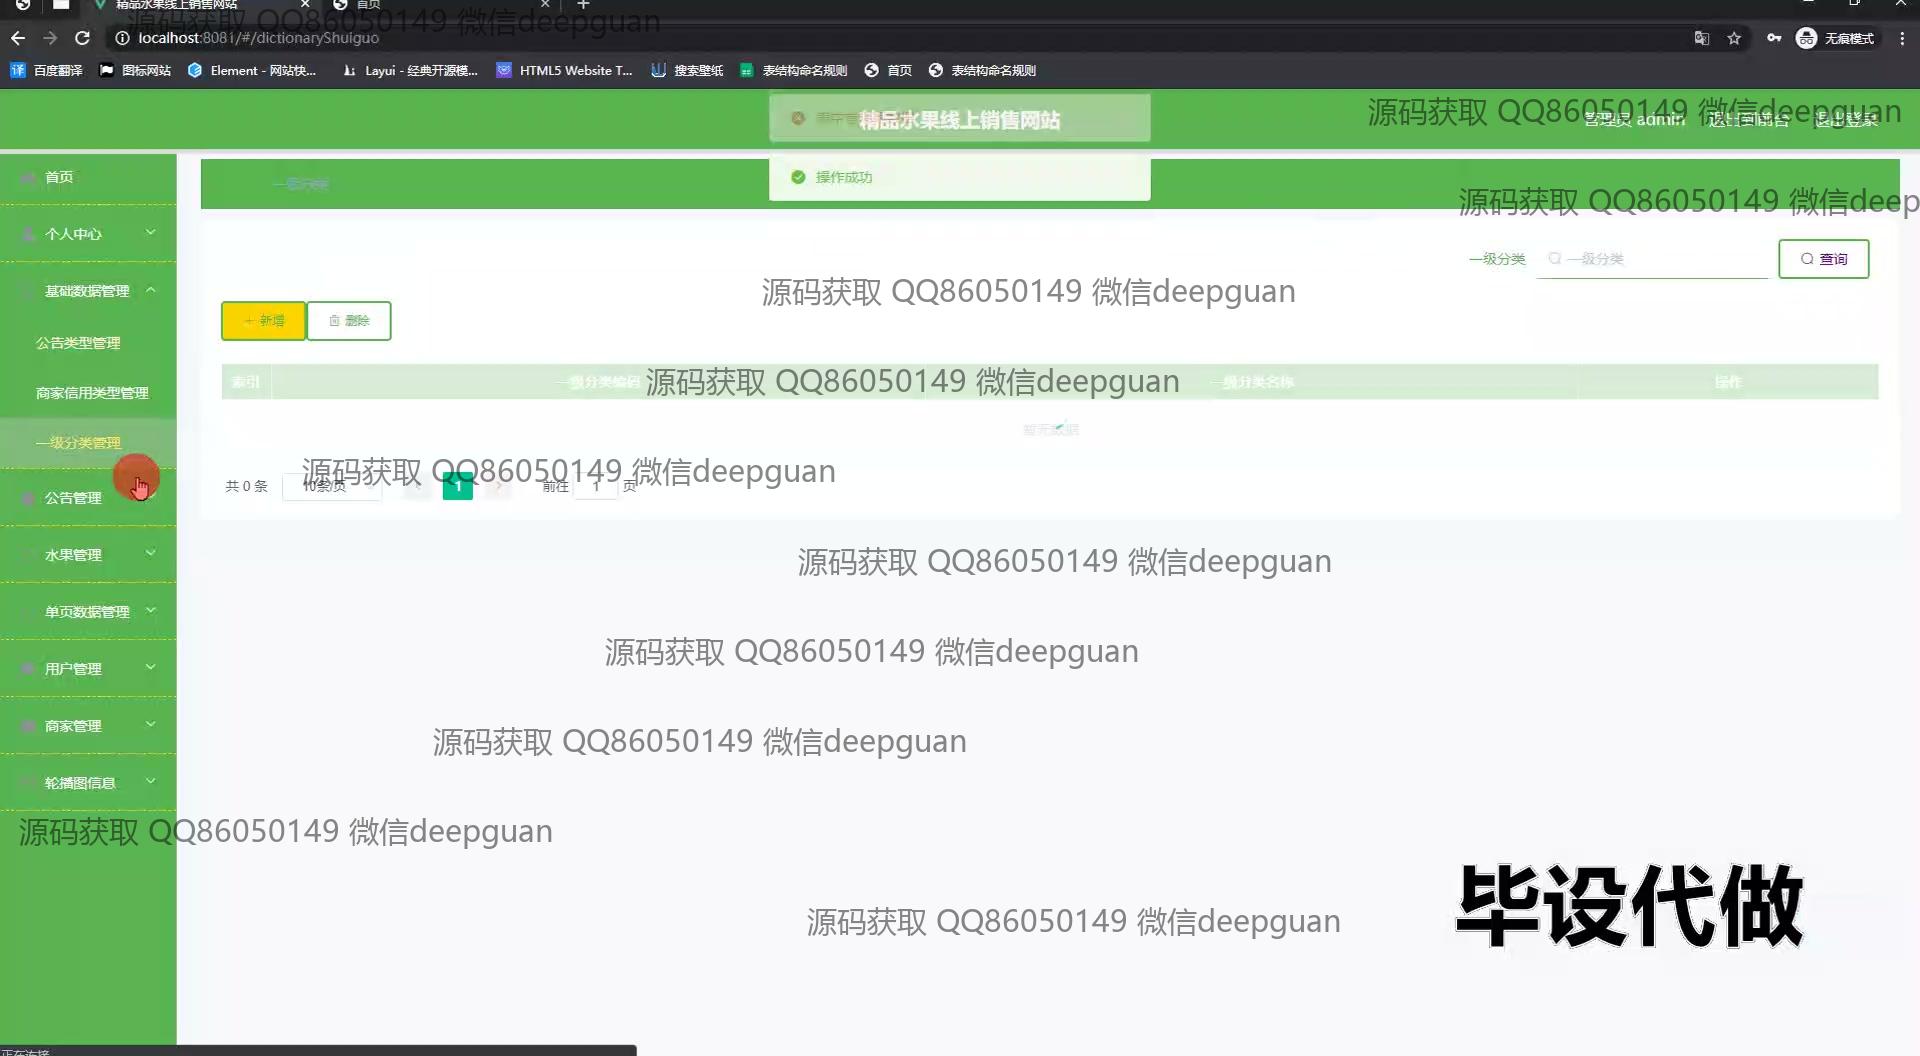 精品水果线上销售网站
首页
源码获取 QQ86050149 微信deepguan
localhost:8081/#/dictionaryShuiguo
无痕模式
百度翻译
图标网站
Element - 网站快...
Layui - 经典开源模...
HTML5 Website T...
搜索壁纸
表结构命名规则
首页
表结构命名规则
精品水果线上销售网站
源码获取 QQ86050149 微信deepguan
管理员 admin
退出到前台
退出登录
操作成功
首页
一级分类
源码获取 QQ86050149 微信deep
个人中心
一级分类
一级分类
查询
基础数据管理
源码获取 QQ86050149 微信deepguan
新增
删除
公告类型管理
索引
一级分类编码
源码获取 QQ86050149 微信deepguan
一级分类名称
操作
商家信用类型管理
暂无数据
一级分类管理
源码获取 QQ86050149 微信deepguan
共 0 条
10条/页
1
前往
1
页
公告管理
水果管理
源码获取 QQ86050149 微信deepguan
单页数据管理
源码获取 QQ86050149 微信deepguan
用户管理
商家管理
源码获取 QQ86050149 微信deepguan
轮播图信息
源码获取 QQ86050149 微信deepguan
毕设代做
源码获取 QQ86050149 微信deepguan